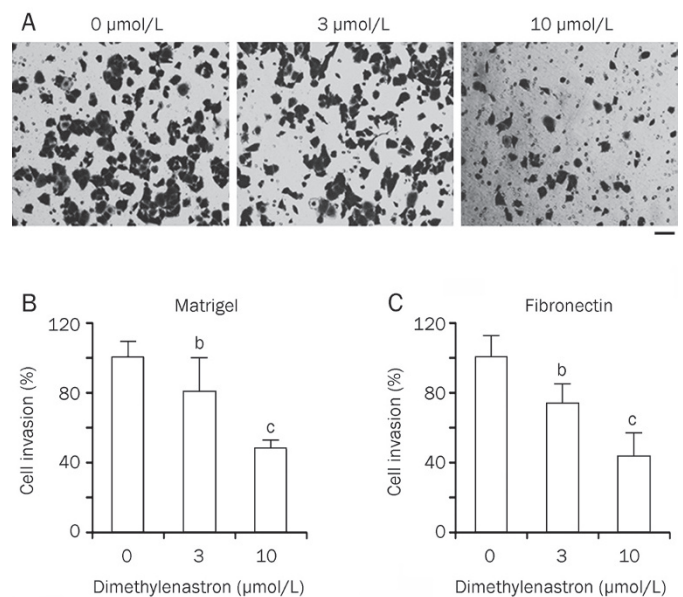 A
0 μmol/L
3 μmol/L
10 μmol/L
B
Matrigel
120
80
40
0
Cell invasion (%)
b
c
0
3
10
Dimethylenastron (μmol/L)
C
Fibronectin
120
80
40
0
Cell invasion (%)
b
c
0
3
10
Dimethylenastron (μmol/L)